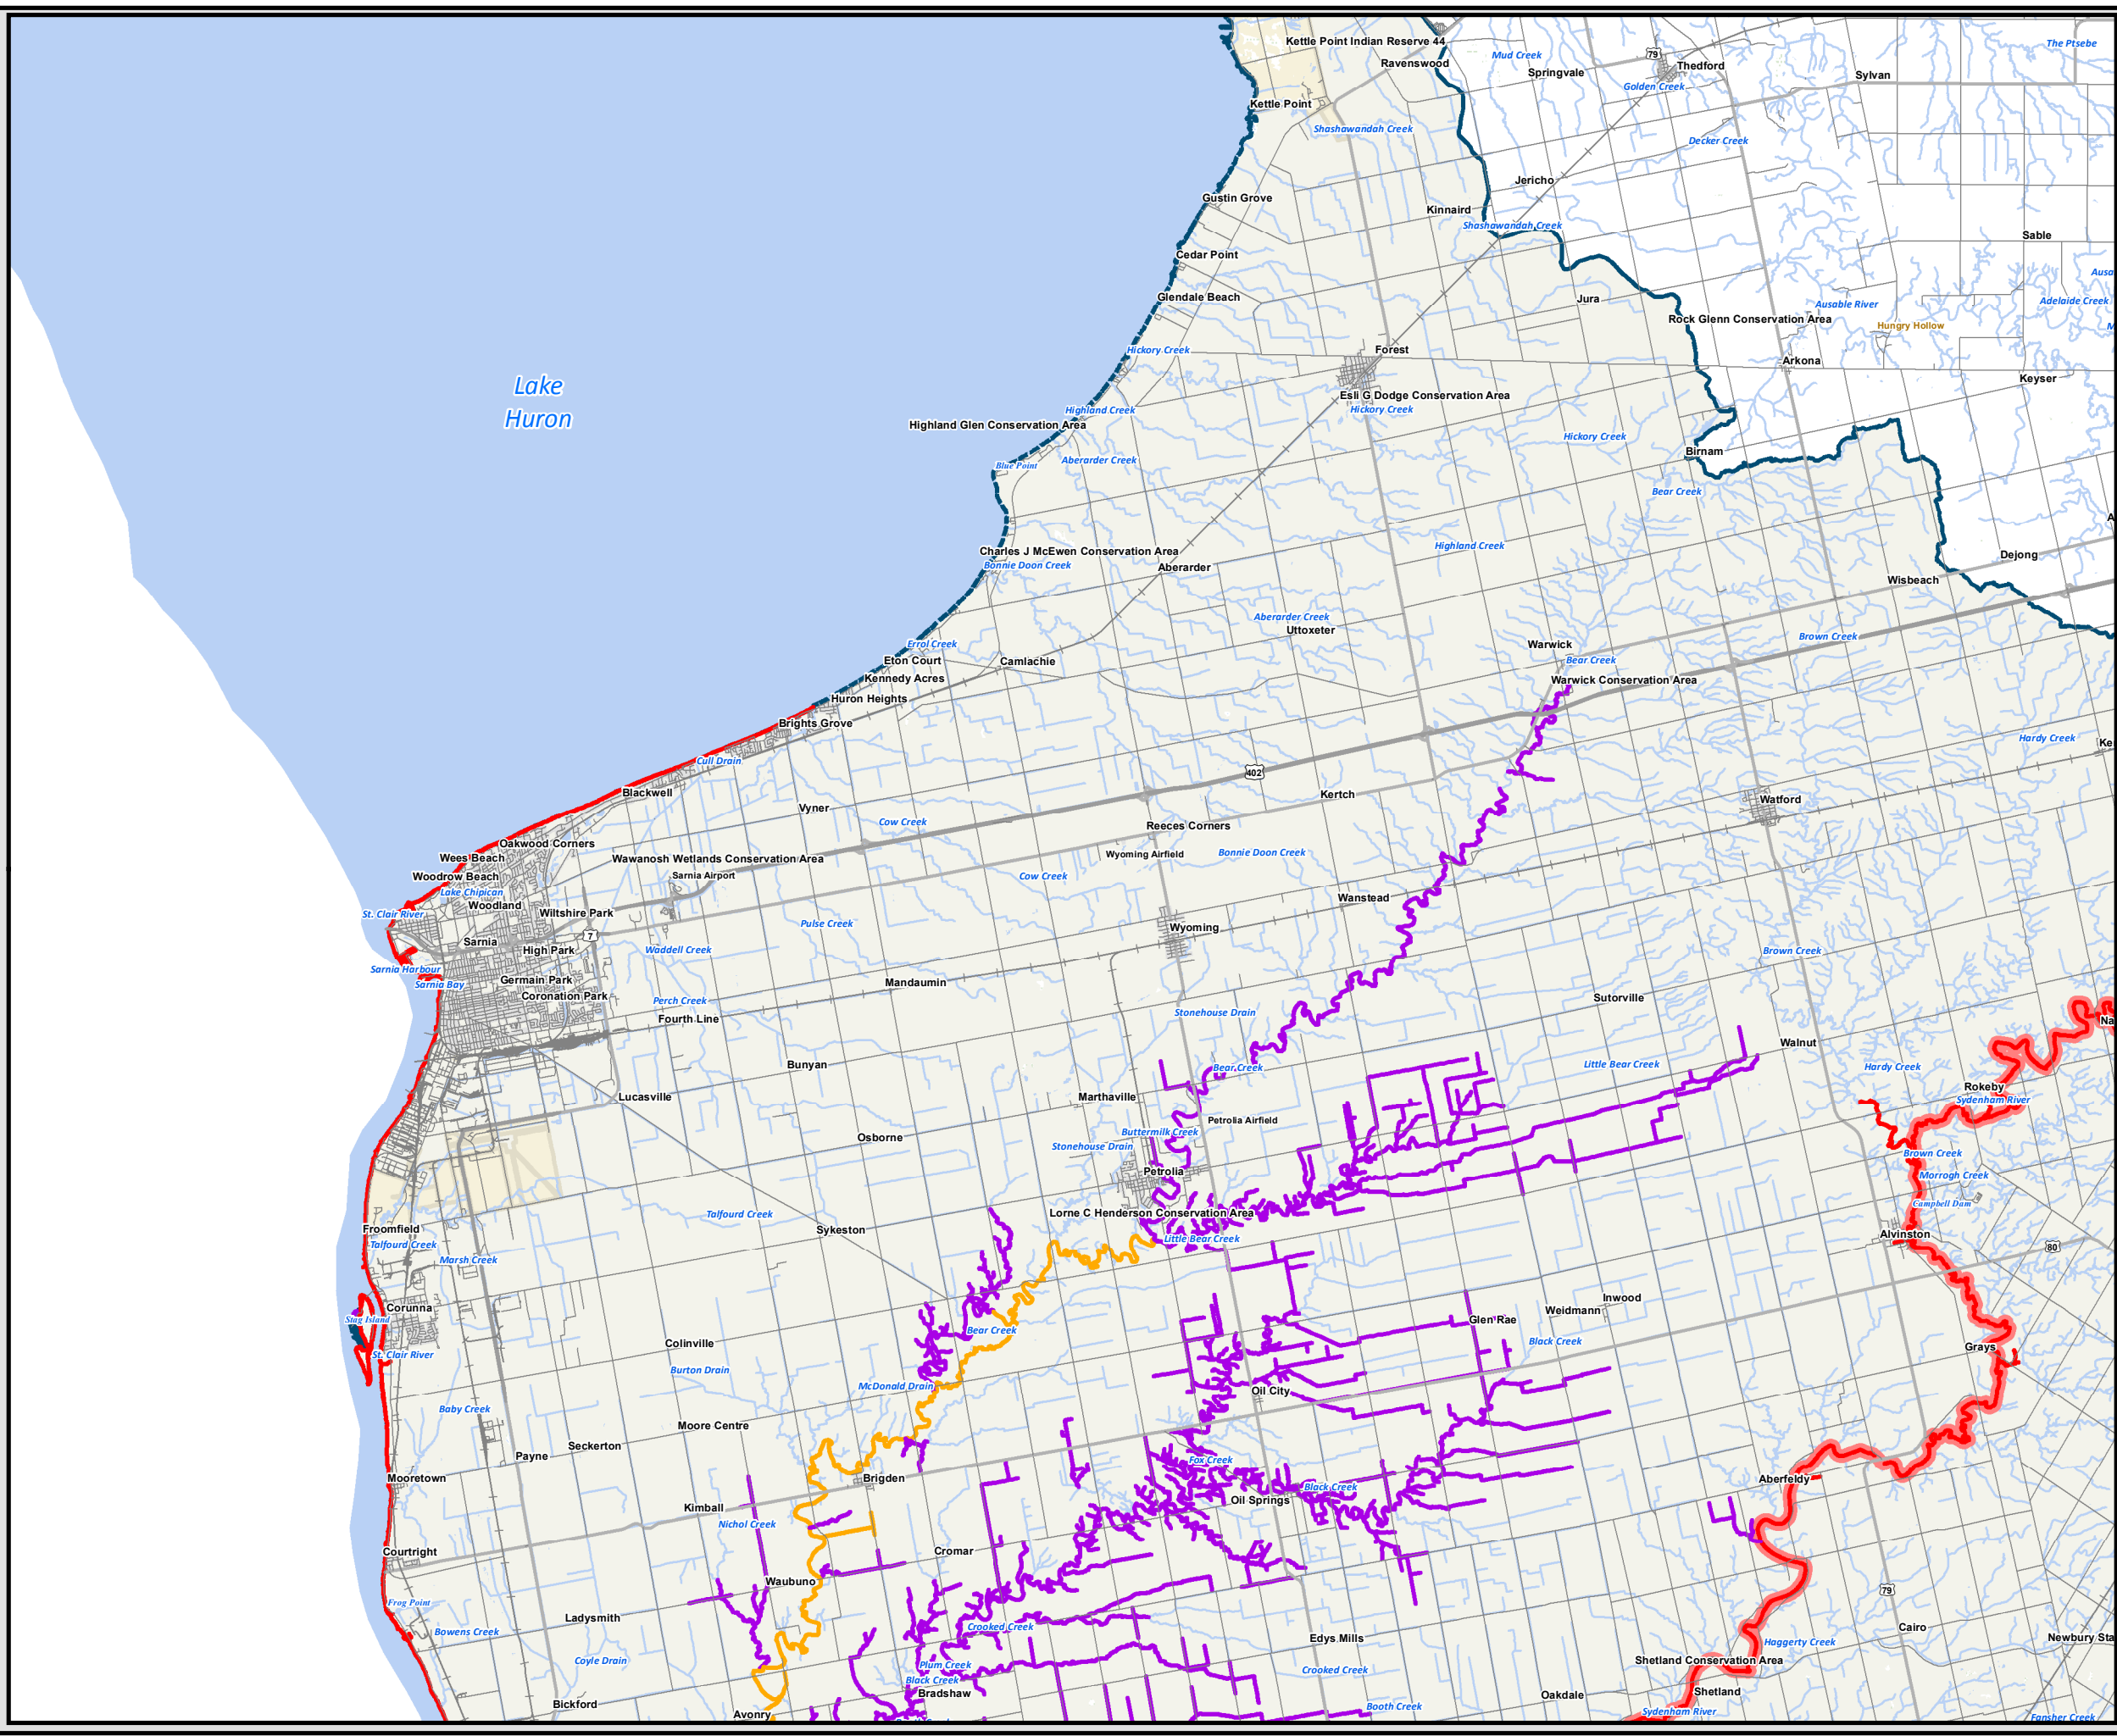 Kettle Point Indian Reserve 44
Ravenswood
Mud Creek
79
Thedford
The Ptsebe
Springvale
Sylvan
Golden Creek
Kettle Point
Shashawandah Creek
Decker Creek
Jericho
Gustin Grove
Kinnaird
Shashawandah Creek
Sable
Cedar Point
Ausa
Glendale Beach
Jura
Ausable River
Adelaide Creek
Rock Glenn Conservation Area
Hungry Hollow
M
Hickory Creek
Forest
Arkona
Lake
Huron
Keyser
Esli G Dodge Conservation Area
Highland Creek
Hickory Creek
Highland Glen Conservation Area
Hickory Creek
Birnam
Blue Point
Aberarder Creek
Bear Creek
A
Highland Creek
Charles J McEwen Conservation Area
Bonnie Doon Creek
Aberarder
Dejong
Wisbeach
Aberarder Creek
Uttoxeter
Brown Creek
Errol Creek
Warwick
Eton Court
Camlachie
Bear Creek
Kennedy Acres
Warwick Conservation Area
Huron Heights
Brights Grove
Hardy Creek
Ke
Cull Drain
402
Blackwell
Kertch
Watford
Vyner
Cow Creek
Reeces Corners
Oakwood Corners
Wees Beach
Wawanosh Wetlands Conservation Area
Wyoming Airfield
Bonnie Doon Creek
Woodrow Beach
Sarnia Airport
Cow Creek
Lake Chipican
Wanstead
Woodland
St. Clair River
Wiltshire Park
Pulse Creek
Wyoming
7
Sarnia
High Park
Waddell Creek
Brown Creek
Sarnia Harbour
Germain Park
Mandaumin
Sarnia Bay
Coronation Park
Perch Creek
Sutorville
Stonehouse Drain
Fourth Line
Na
Walnut
Bunyan
Bear Creek
Little Bear Creek
Hardy Creek
Rokeby
Lucasville
Marthaville
Sydenham River
Petrolia Airfield
Buttermilk Creek
Osborne
Stonehouse Drain
Brown Creek
Petrolia
Morrogh Creek
Campbell Dam
Talfourd Creek
Lorne C Henderson Conservation Area
Froomfield
Sykeston
Little Bear Creek
Alvinston
Talfourd Creek
80
Marsh Creek
Inwood
Corunna
Weidmann
Stag Island
Glen Rae
Bear Creek
Colinville
Black Creek
Grays
St. Clair River
Burton Drain
McDonald Drain
Oil City
Baby Creek
Moore Centre
Seckerton
Payne
Fox Creek
Mooretown
Brigden
Aberfeldy
Black Creek
Kimball
Oil Springs
Nichol Creek
Courtright
Cromar
Waubuno
79
Frog Point
Ladysmith
Crooked Creek
Cairo
Bowens Creek
Edys Mills
Haggerty Creek
Newbury Sta
Coyle Drain
Plum Creek
Crooked Creek
Shetland Conservation Area
Black Creek
Bradshaw
Oakdale
Shetland
Bickford
Booth Creek
Sydenham River
Avonry
Fansher Creek